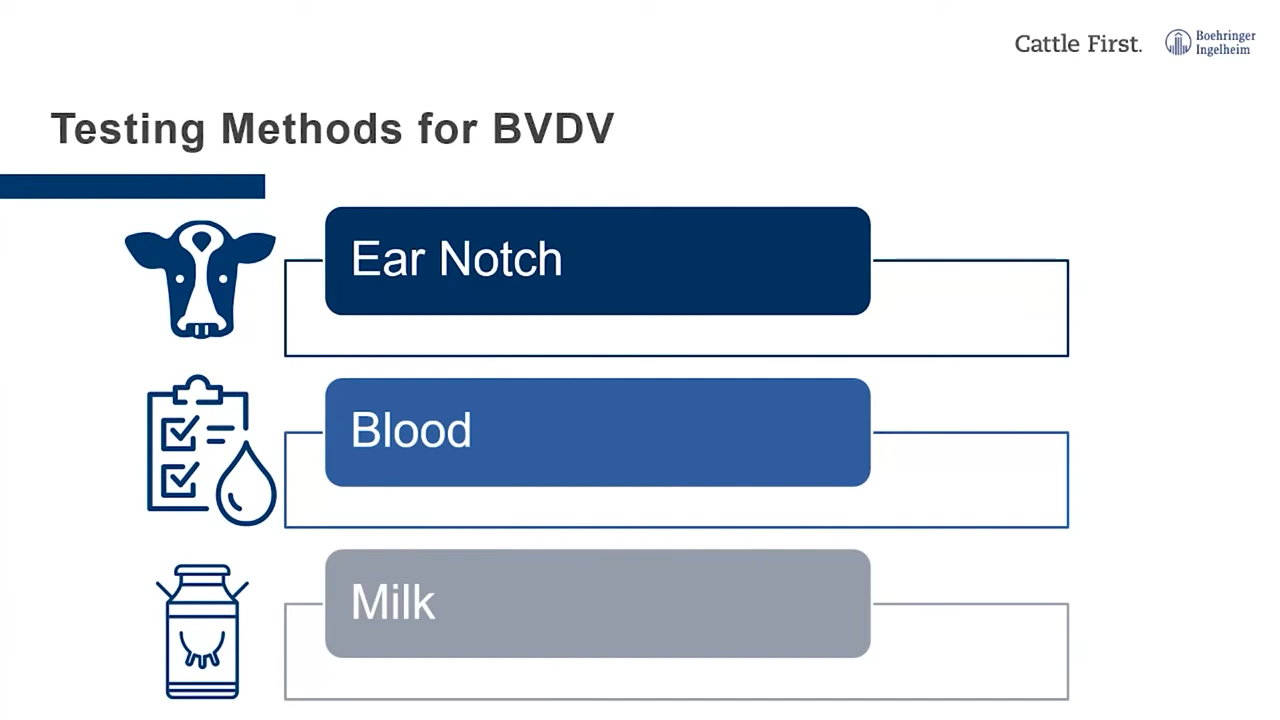 Cattle First.
Boehringer
Ingelheim
Testing Methods for BVDV
Ear Notch
Blood
Milk